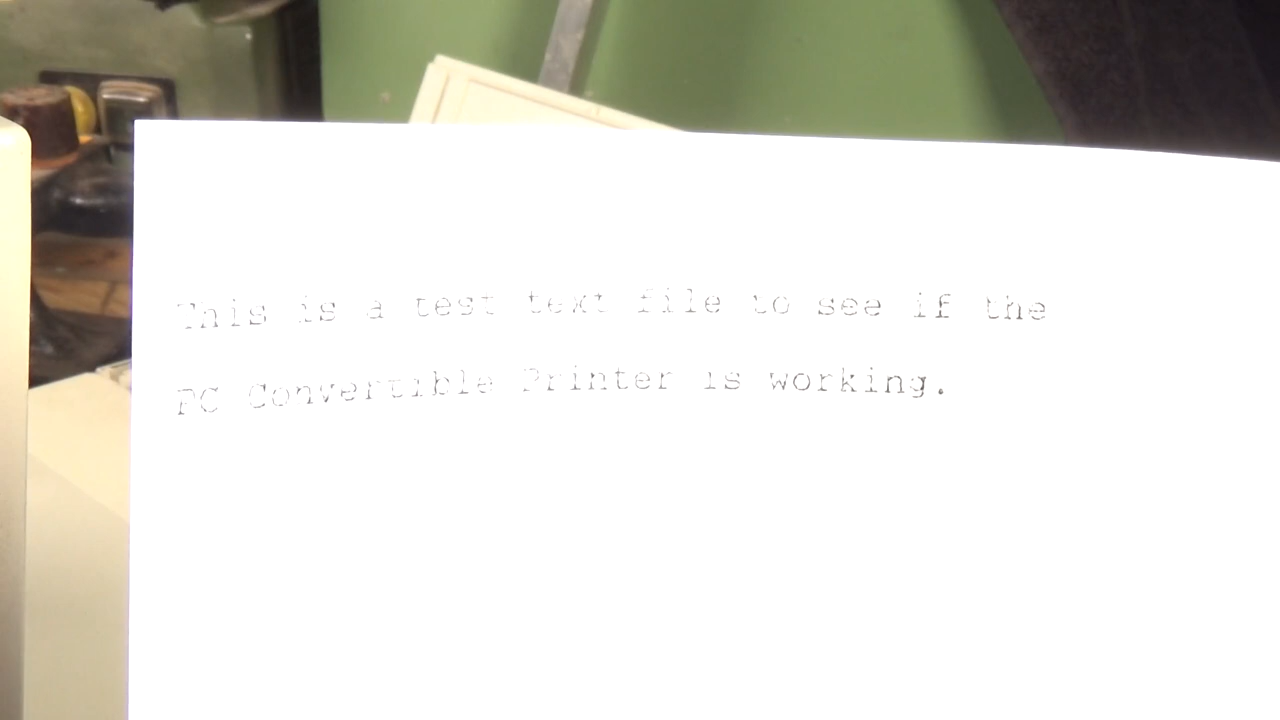 This is a test text file to see if the
PC Convertible Printer is working.